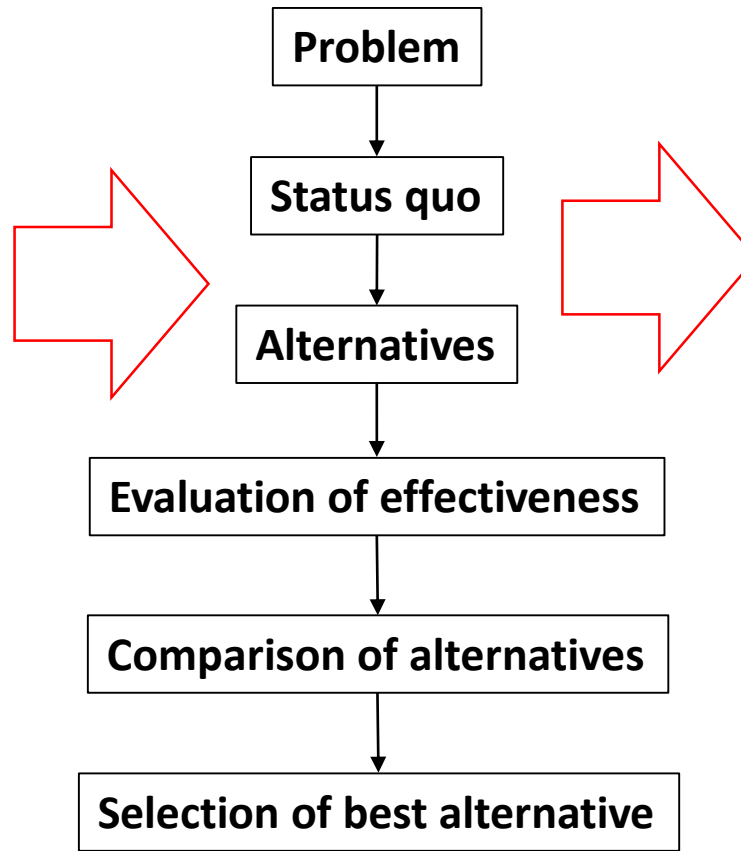 Problem
Status quo
Alternatives
Evaluation of effectiveness
Comparison of alternatives
Selection of best alternative